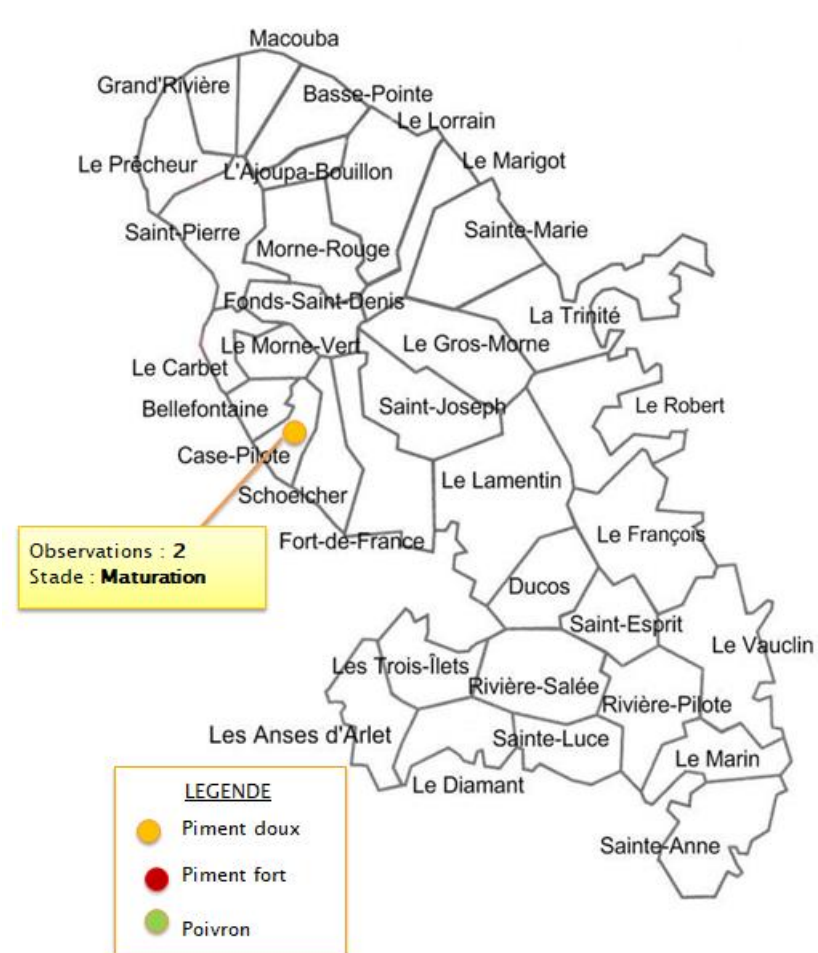 Macouba
Grand'Rivière
Basse-Pointe
Le Lorrain
Le Prêcheur
L'Ajoupa-Bouillon
Le Marigot
Saint-Pierre
Morne-Rouge
Sainte-Marie
Fonds-Saint-Denis
La Trinité
Le Morne-Vert
Le Gros-Morne
Le Carbet
Bellefontaine
Saint-Joseph
Le Robert
Case-Pilote
Le Lamentin
Schoelcher
Fort-de-France
Le François
Observations : 2
Stade : Maturation
Ducos
Saint-Esprit
Le Vauclin
Les Trois-Îlets
Rivière-Salée
Rivière-Pilote
Les Anses d'Arlet
Sainte-Luce
Le Marin
Le Diamant
Sainte-Anne
LEGENDE
Piment doux
Piment fort
Poivron